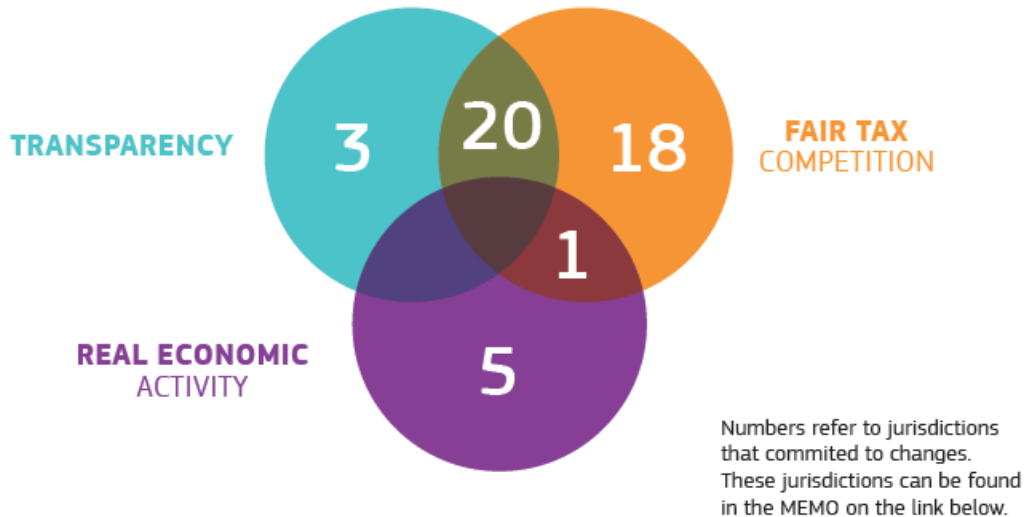 3
20
18
TRANSPARENCY
FAIR TAX
COMPETITION
1
REAL ECONOMIC
ACTIVITY
5
Numbers refer to jurisdictions
that commited to changes.
These jurisdictions can be found
in the MEMO on the link below.